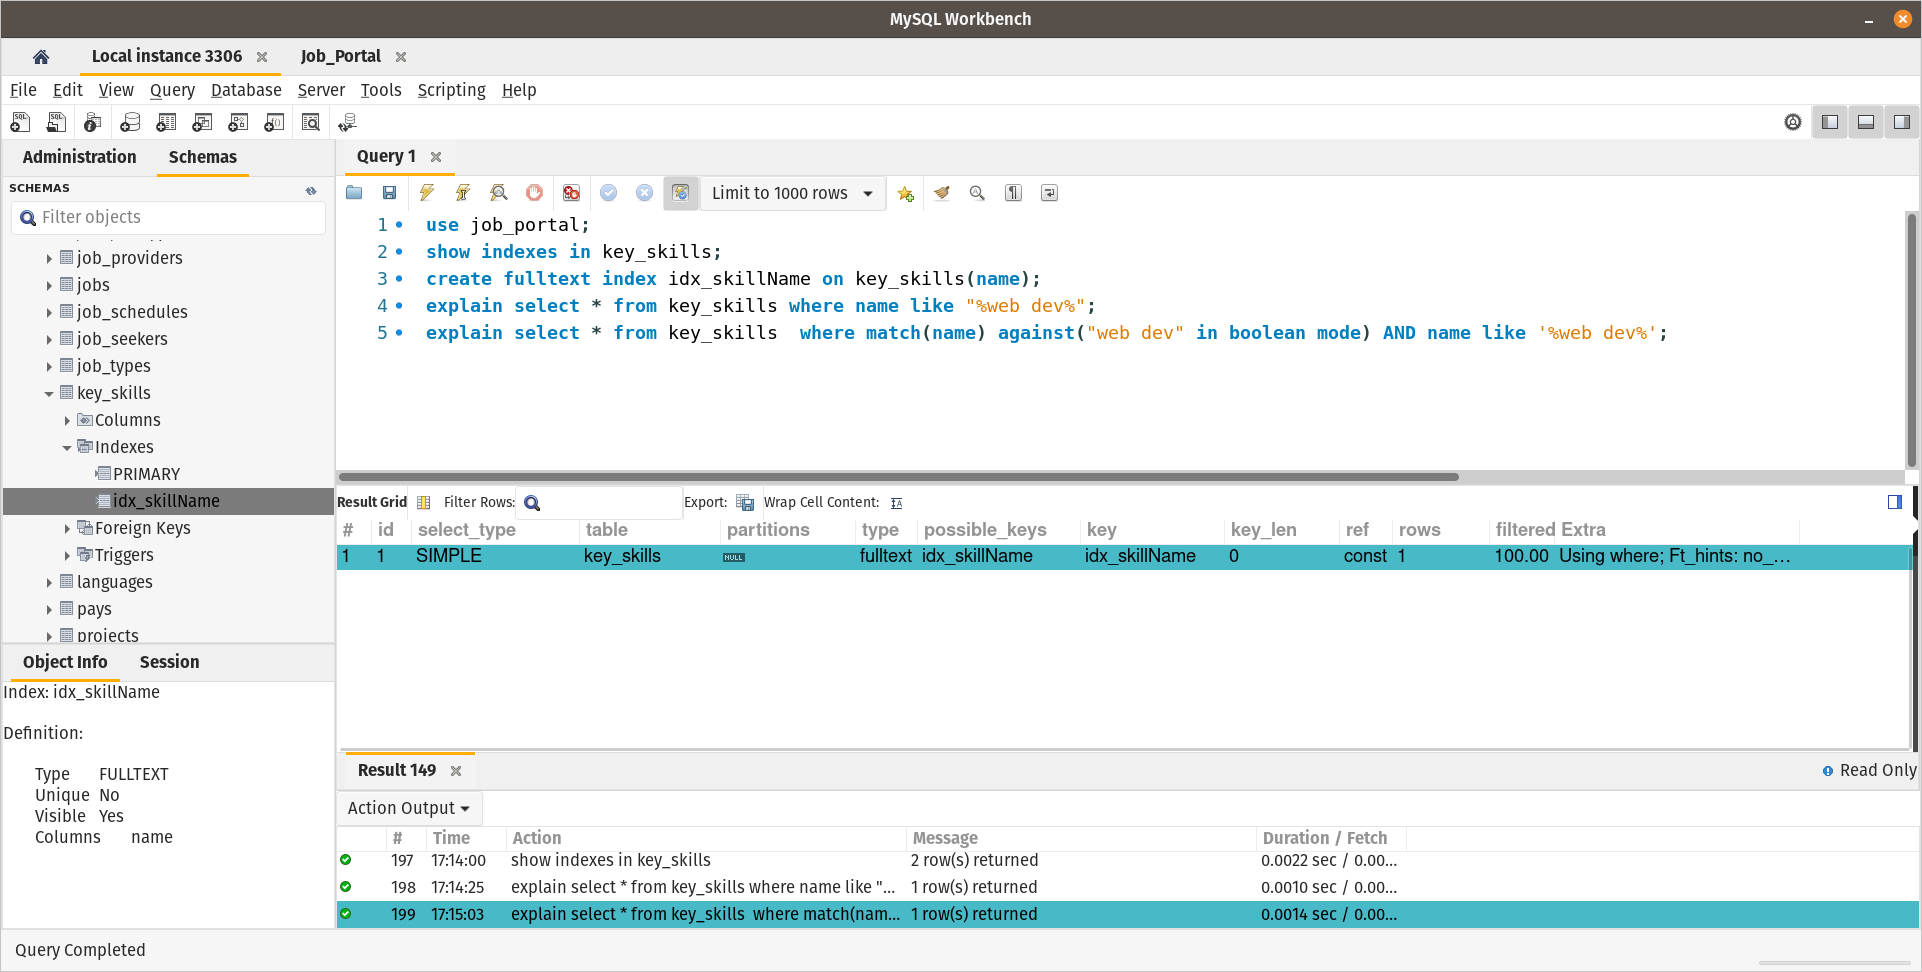 MySQL Workbench
Local instance 3306
Job_Portal
File Edit View Query Database Server Tools Scripting Help
Administration Schemas
Query 1
SCHEMAS
Filter objects
Limit to 1000 rows
job_providers
jobs
job_schedules
job_seekers
job_types
key_skills
Columns
Indexes
PRIMARY
idx_skillName
Foreign Keys
Triggers
languages
pays
projects
1 use job_portal;
2 show indexes in key_skills;
3 create fulltext index idx_skillName on key_skills(name);
4 explain select * from key_skills where name like "%web dev%";
5 explain select * from key_skills  where match(name) against("web dev" in boolean mode) AND name like '%web dev%';
Result Grid Filter Rows: Export: Wrap Cell Content:
# id select_type table partitions type possible_keys key key_len ref rows filtered Extra
1 1 SIMPLE key_skills NULL fulltext idx_skillName idx_skillName 0 const 1 100.00 Using where; Ft_hints: no_...
Object Info Session
Index: idx_skillName
Definition:
Type FULLTEXT
Unique No
Visible Yes
Columns name
Result 149
Read Only
Action Output
# Time Action Message Duration / Fetch
197 17:14:00 show indexes in key_skills 2 row(s) returned 0.0022 sec / 0.00...
198 17:14:25 explain select * from key_skills where name like "... 1 row(s) returned 0.0010 sec / 0.00...
199 17:15:03 explain select * from key_skills  where match(nam... 1 row(s) returned 0.0014 sec / 0.00...
Query Completed